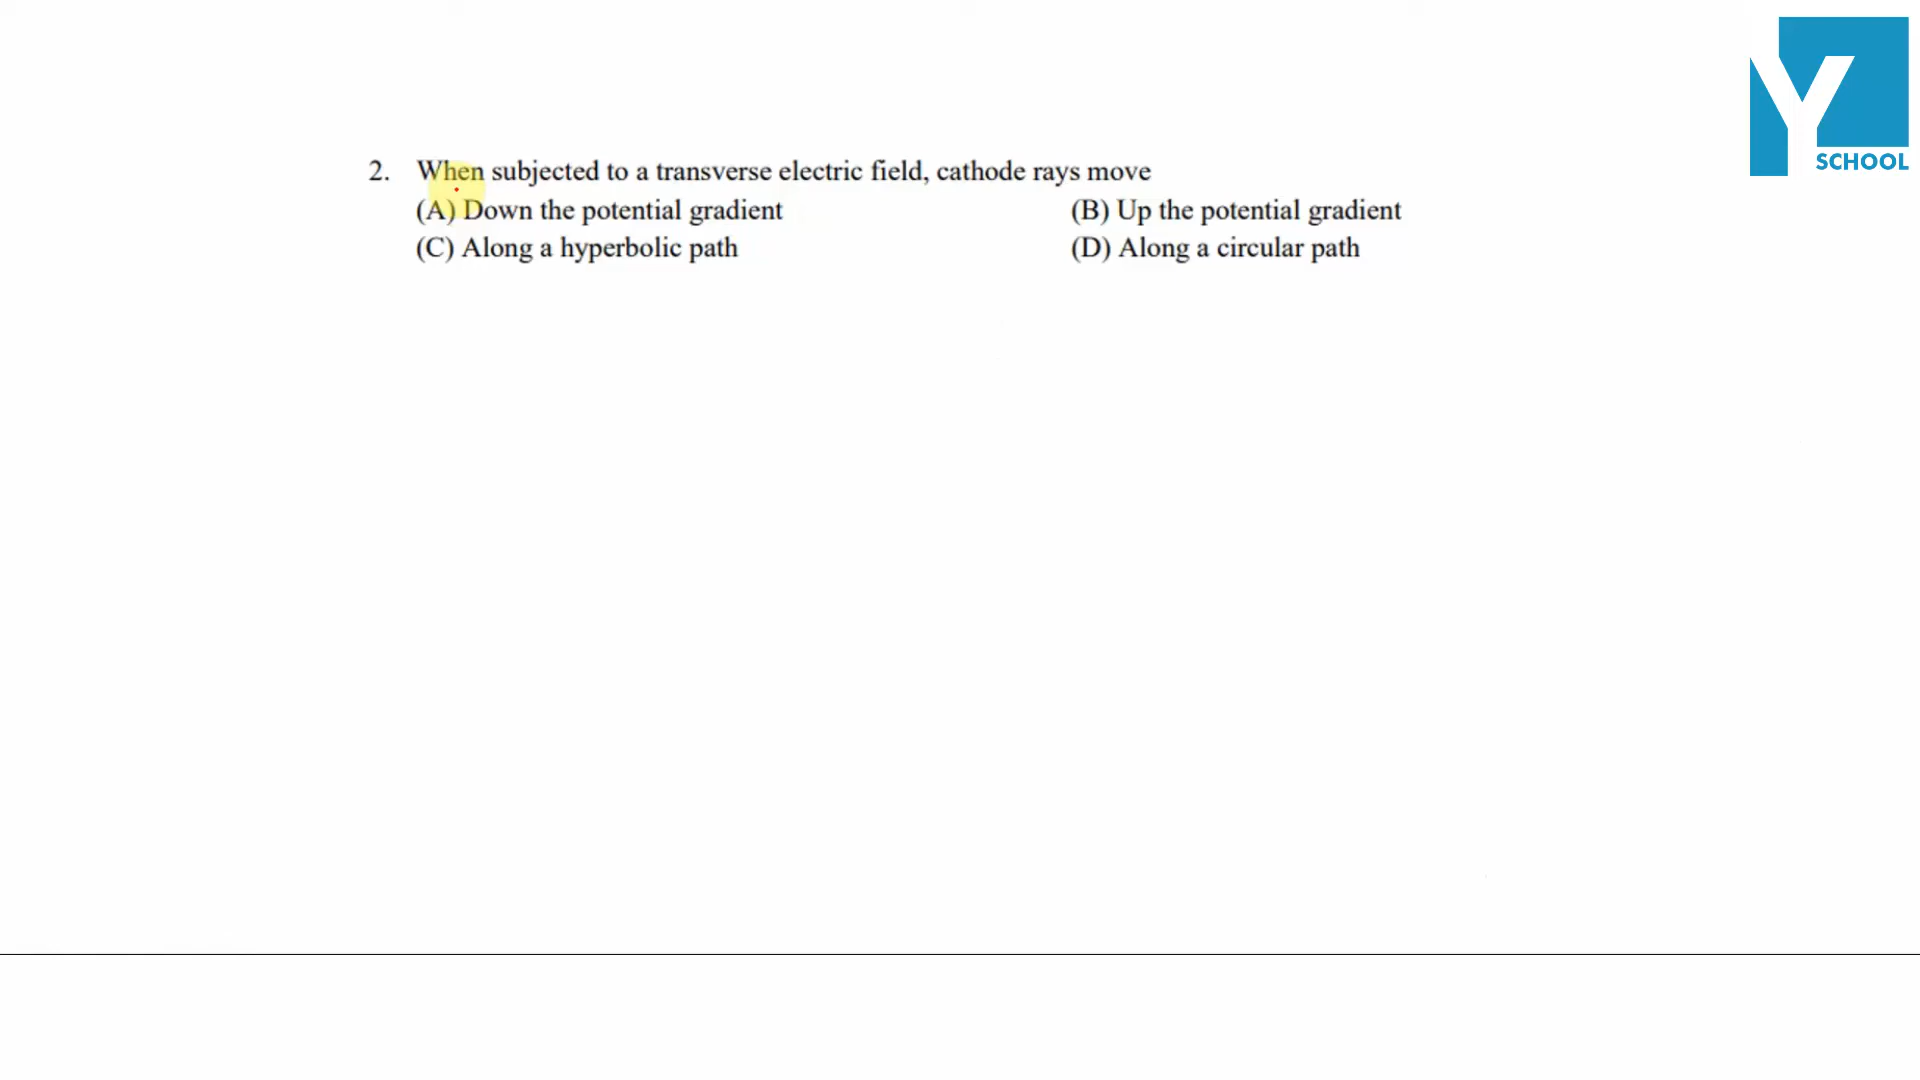 Y SCHOOL
2. When subjected to a transverse electric field, cathode rays move
(A) Down the potential gradient (B) Up the potential gradient
(C) Along a hyperbolic path (D) Along a circular path